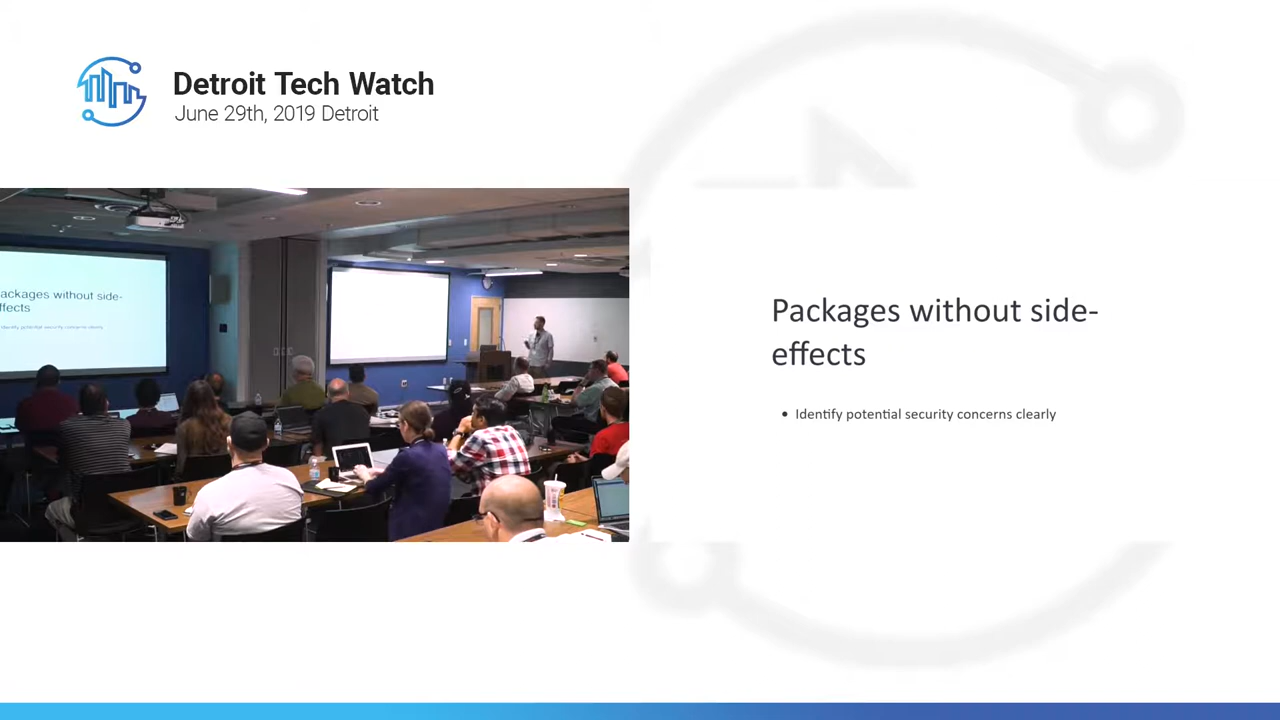 Detroit Tech Watch
June 29th, 2019 Detroit
ackages without side-
ffects
Identify potential security concerns clearly
Packages without side-
effects
• Identify potential security concerns clearly